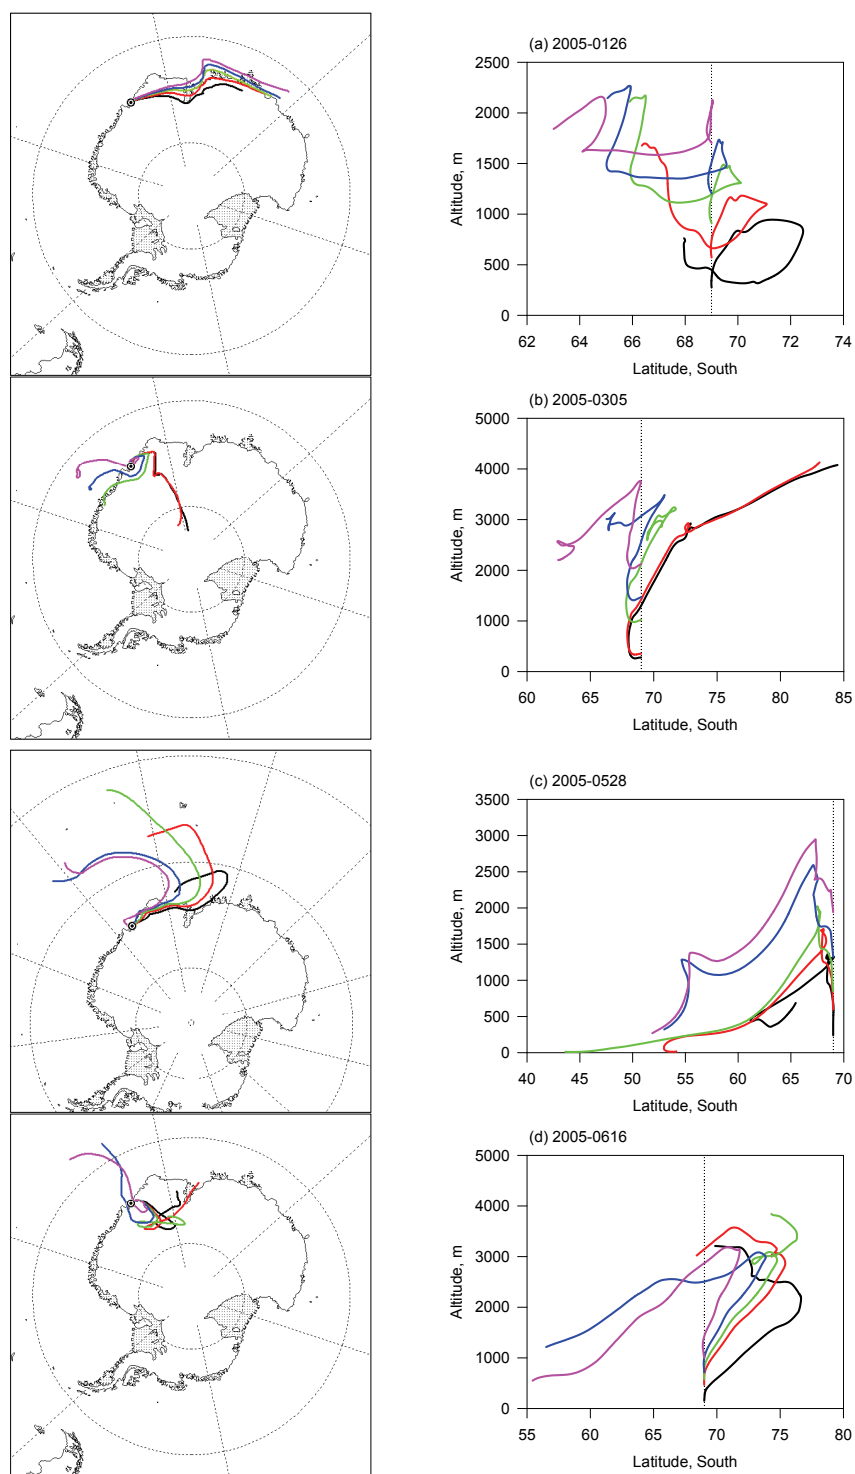 (a) 2005-0126
2500
2000
1500
1000
500
0
Altitude, m
62 64 66 68 70 72 74
Latitude, South
(b) 2005-0305
5000
4000
3000
2000
1000
0
Altitude, m
60 65 70 75 80 85
Latitude, South
(c) 2005-0528
3500
3000
2500
2000
1500
1000
500
0
Altitude, m
40 45 50 55 60 65 70
Latitude, South
(d) 2005-0616
5000
4000
3000
2000
1000
0
Altitude, m
55 60 65 70 75 80
Latitude, South